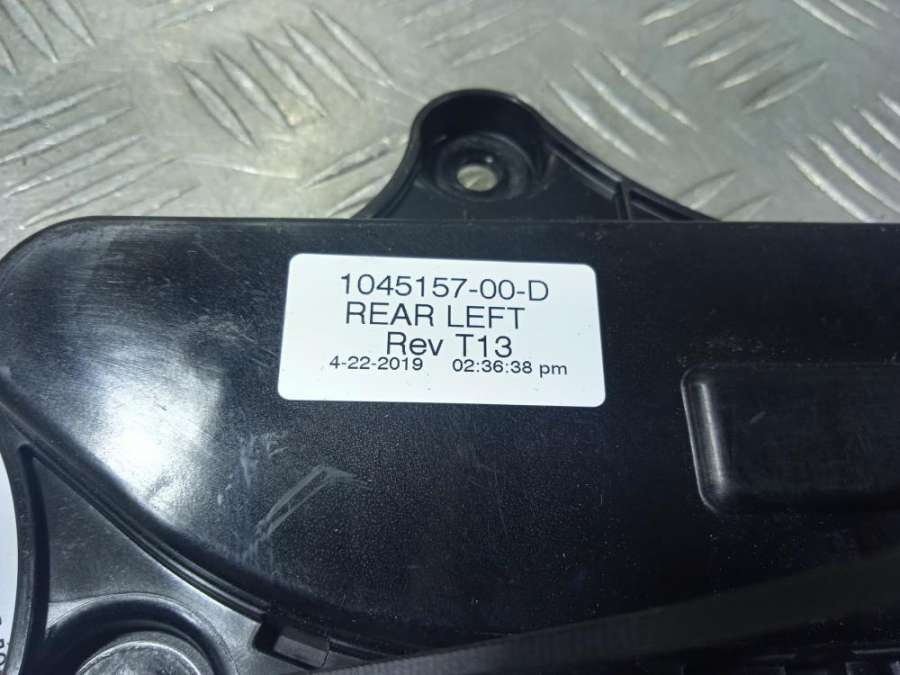 1045157-00-D
REAR LEFT
Rev T13
4-22-2019 02:36:38 pm